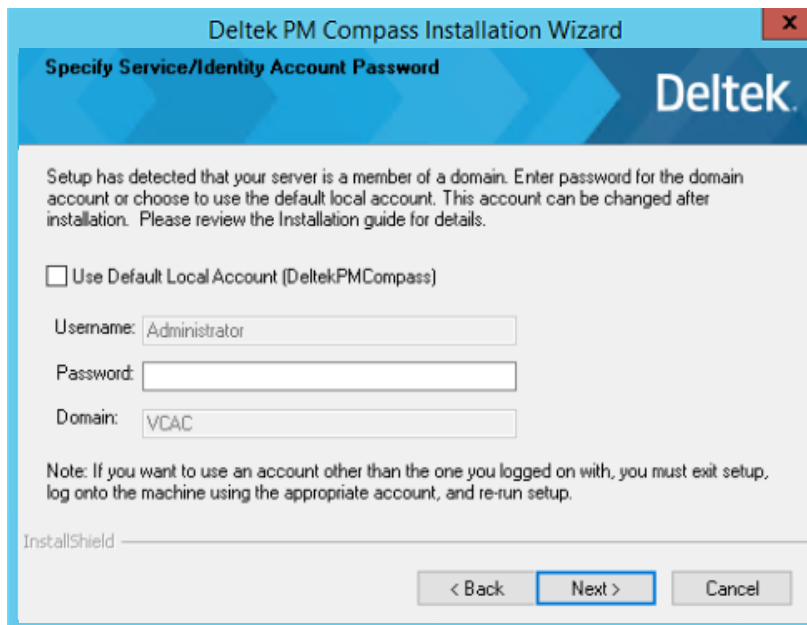 Deltek PM Compass Installation Wizard
x
Specify Service/Identity Account Password
Deltek.
Setup has detected that your server is a member of a domain. Enter password for the domain
account or choose to use the default local account. This account can be changed after
installation. Please review the Installation guide for details.
Use Default Local Account (DeltekPMCompass)
Username: Administrator
Password:
Domain: VCAC
Note: If you want to use an account other than the one you logged on with, you must exit setup,
log onto the machine using the appropriate account, and re-run setup.
InstallShield
< Back Next > Cancel